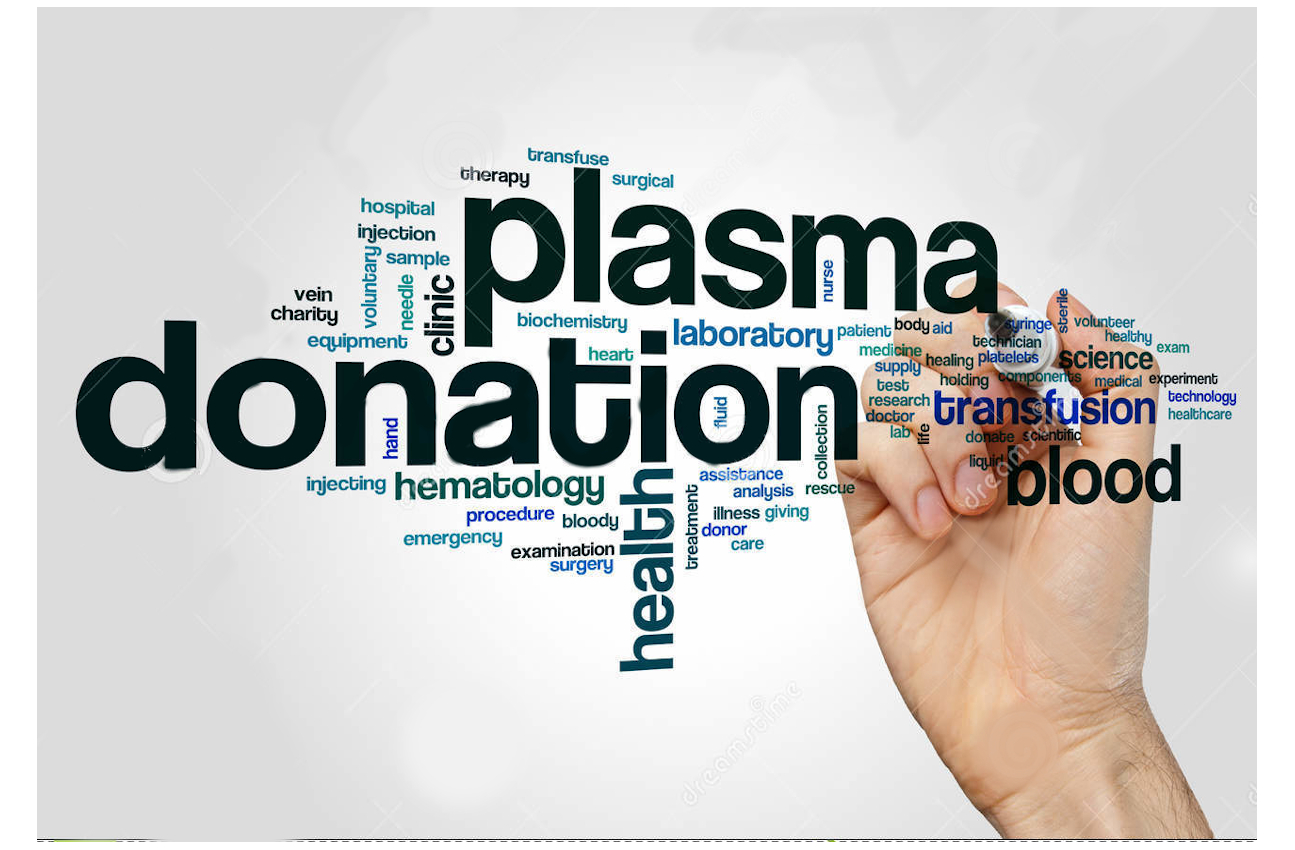 transfuse
therapy
surgical
plasma
hospital
injection
sample
voluntary
needle
clinic
nurse
vein
charity
equipment
biochemistry
laboratory
patient
body
aid
syringe
sterile
volunteer
healthy
exam
technician
medicine
healing
platelets
science
supply
holding
components
medical
experiment
test
research
doctor
lab
life
transfusion
technology
healthcare
donate
scientific
liquid
blood
donation
heart
hand
fluid
collection
injecting
hematology
health
assistance
analysis
rescue
procedure
bloody
treatment
illness
giving
donor
care
emergency
examination
surgery
dreamstime